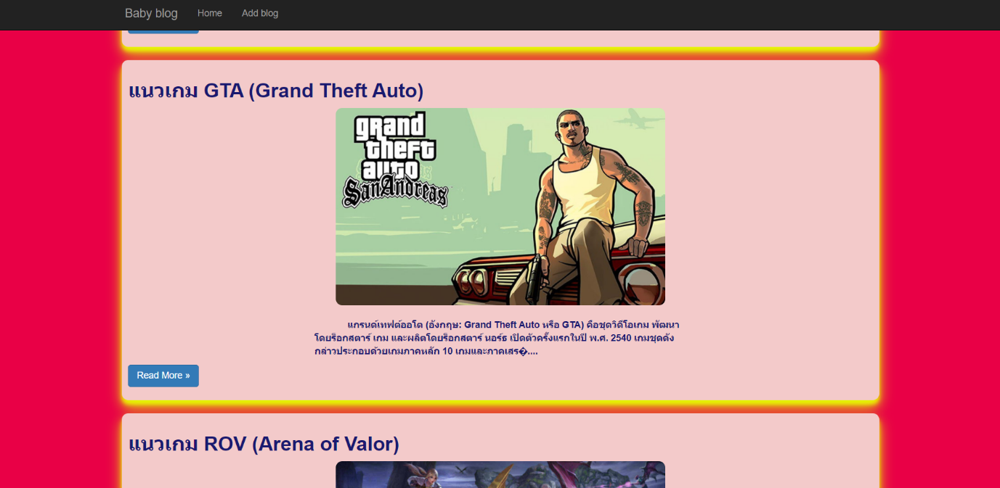 Baby blog Home Add blog
แนวเกม GTA (Grand Theft Auto)
grand
theft
auto
SanAndreas
แกรนด์เทฟต์ออโต (อังกฤษ: Grand Theft Auto หรือ GTA) คือชุดวิดีโอเกม พัฒนา
โดยร็อกสตาร์ เกม และผลิตโดยร็อกสตาร์ นอร์ธ เปิดตัวครั้งแรกในปี พ.ศ. 2540 เกมชุดดัง
กล่าวประกอบด้วยเกมภาคหลัก 10 เกมและภาคเสร�....
Read More »
แนวเกม ROV (Arena of Valor)